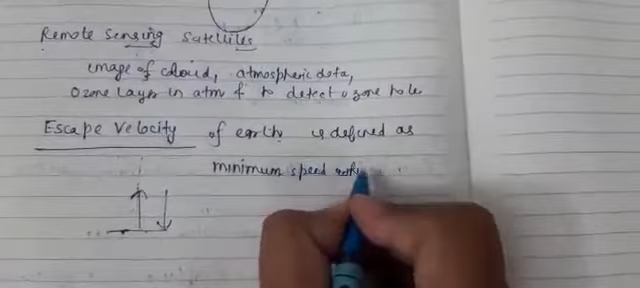 Remote Sensing Satellites
image of cloud, atmospheric data,
Ozone Layer in atm f to detect ozone hole
Escape Velocity of earth is defined as
minimum speed